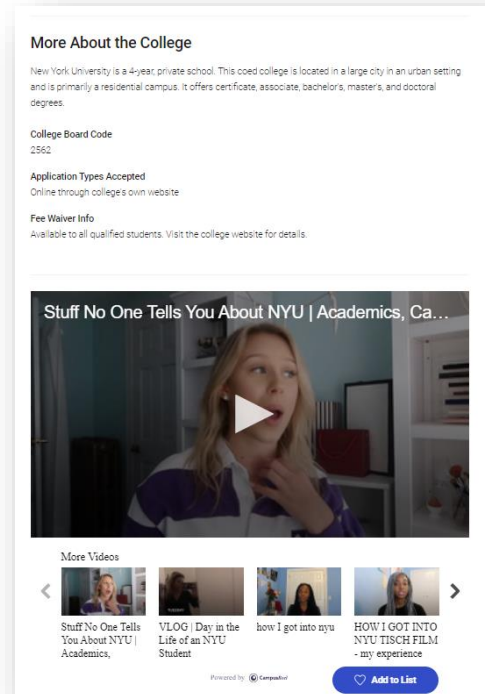 More About the College
New York University is a 4-year, private school. This coed college is located in a large city in an urban setting
and is primarily a residential campus. It offers certificate, associate, bachelor's, master's, and doctoral
degrees.
College Board Code
2562
Application Types Accepted
Online through college's own website
Fee Waiver Info
Available to all qualified students. Visit the college website for details.
Stuff No One Tells You About NYU | Academics, Ca...
More Videos
Stuff No One Tells
You About NYU |
Academics,
VLOG | Day in the
Life of an NYU
Student
how I got into nyu
HOW I GOT INTO
NYU TISCH FILM
- my experience
Powered by CampusReel
Add to List